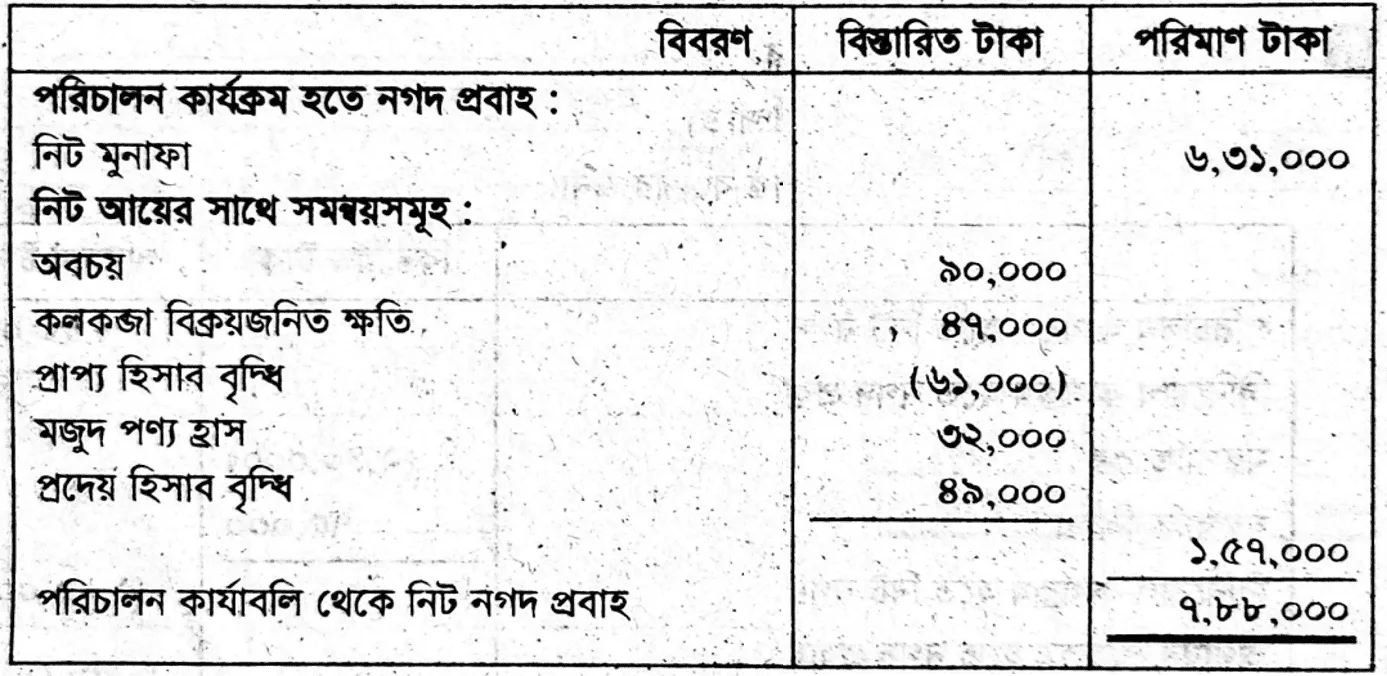 বিবরণ বিস্তারিত টাকা পরিমাণ টাকা
পরিচালন কার্যক্রম হতে নগদ প্রবাহ :
নিট মুনাফা ৬,৩১,০০০
নিট আয়ের সাথে সমন্বয়সমূহ :
অবচয় ৯০,০০০
কলকব্জা বিক্রয়জনিত ক্ষতি ৪৭,০০০
প্রাপ্য হিসাব বৃদ্ধি (৬১,০০০)
মজুদ পণ্য হ্রাস ৩২,০০০
প্রদেয় হিসাব বৃদ্ধি ৪৯,০০০
১,৫৭,০০০
পরিচালন কার্যাবলি থেকে নিট নগদ প্রবাহ ৭,৮৮,০০০